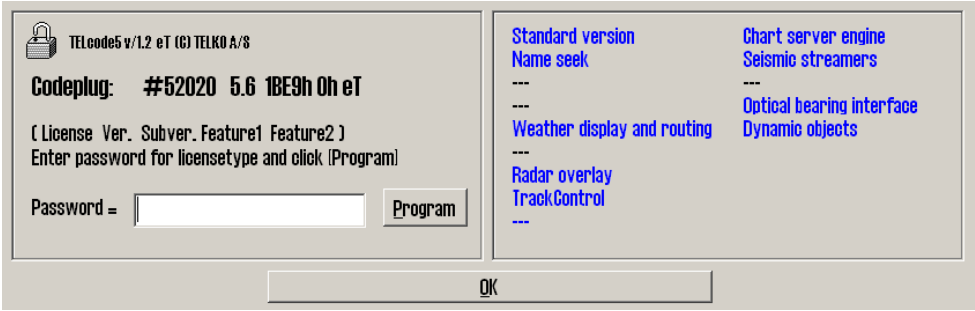 TELcode5 v/1.2 eT (C) TELKO A/S
Codeplug: #52020 5.6 1BE9h 0h eT
( License Ver. Subver. Feature1 Feature2 )
Enter password for licensetype and click [Program]
Password =
Program
Standard version
Name seek
---
---
Weather display and routing
---
Radar overlay
TrackControl
---
Chart server engine
Seismic streamers
---
Optical bearing interface
Dynamic objects
OK